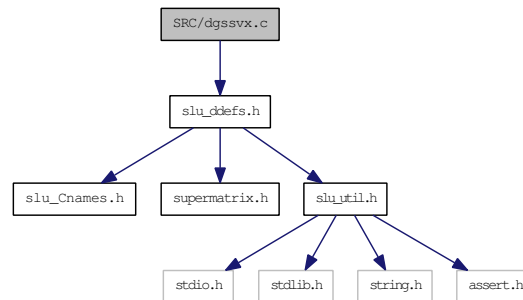 SRC/dgssvx.c
slu_ddefs.h
slu_Cnames.h
supermatrix.h
slu_util.h
stdio.h
stdlib.h
string.h
assert.h